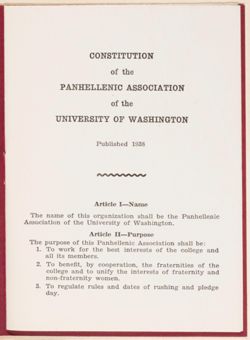 CONSTITUTION
of the
PANHELLENIC ASSOCIATION
of the
UNIVERSITY OF WASHINGTON
Published 1938
Article I—Name
The name of this organization shall be the Panhellenic
Association of the University of Washington.
Article II—Purpose
The purpose of this Panhellenic Association shall be:
1. To work for the best interests of the college and
all its members.
2. To benefit, by cooperation, the fraternities of the
college and to unify the interests of fraternity and
non-fraternity women.
3. To regulate rules and dates of rushing and pledge
day.